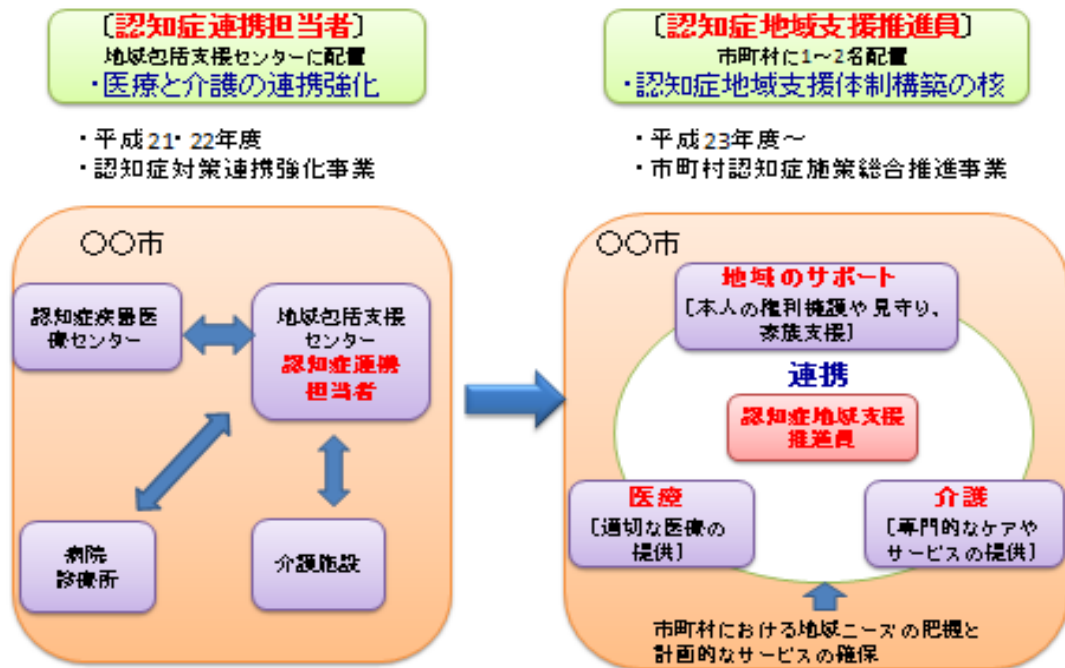 ［認知症連携担当者］
地域包括支援センターに配置
・医療と介護の連携強化
・平成21・22年度
・認知症対策連携強化事業
〇〇市
認知症疾患医
療センター
地域包括支援
センター
認知症連携
担当者
病院
診療所
介護施設
［認知症地域支援推進員］
市町村に1～2名配置
・認知症地域支援体制構築の核
・平成23年度～
・市町村認知症施策総合推進事業
〇〇市
地域のサポート
［本人の権利擁護や見守り、
家族支援］
連携
認知症地域支援
推進員
医療
［適切な医療の
提供］
介護
［専門的なケアや
サービスの提供］
市町村における地域ニーズの把握と
計画的なサービスの確保